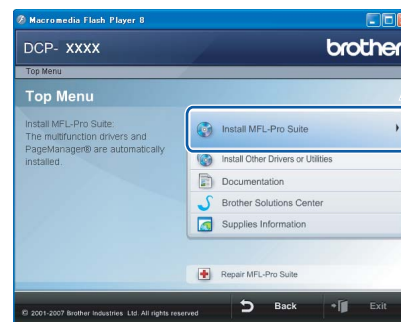 Macromedia Flash Player 8
DCP- XXXX
brother
Top Menu
Top Menu
Install MFL-Pro Suite:
The multifunction drivers and
PageManager® are automatically
installed.
Install MFL-Pro Suite
Install Other Drivers or Utilities
Documentation
Brother Solutions Center
Supplies Information
Repair MFL-Pro Suite
© 2001-2007 Brother Industries Ltd. All rights reserved
Back
Exit